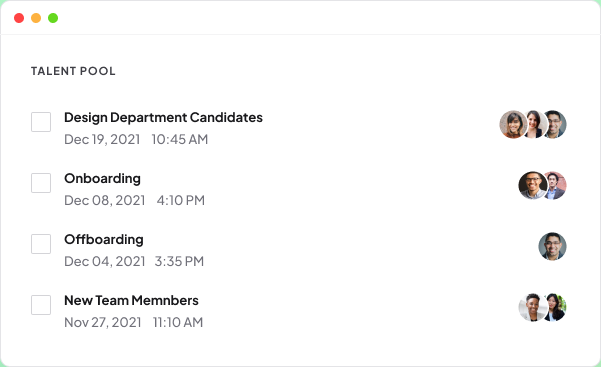 TALENT POOL
Design Department Candidates
Dec 19, 2021 10:45 AM
Onboarding
Dec 08, 2021 4:10 PM
Offboarding
Dec 04, 2021 3:35 PM
New Team Memnbers
Nov 27, 2021 11:10 AM